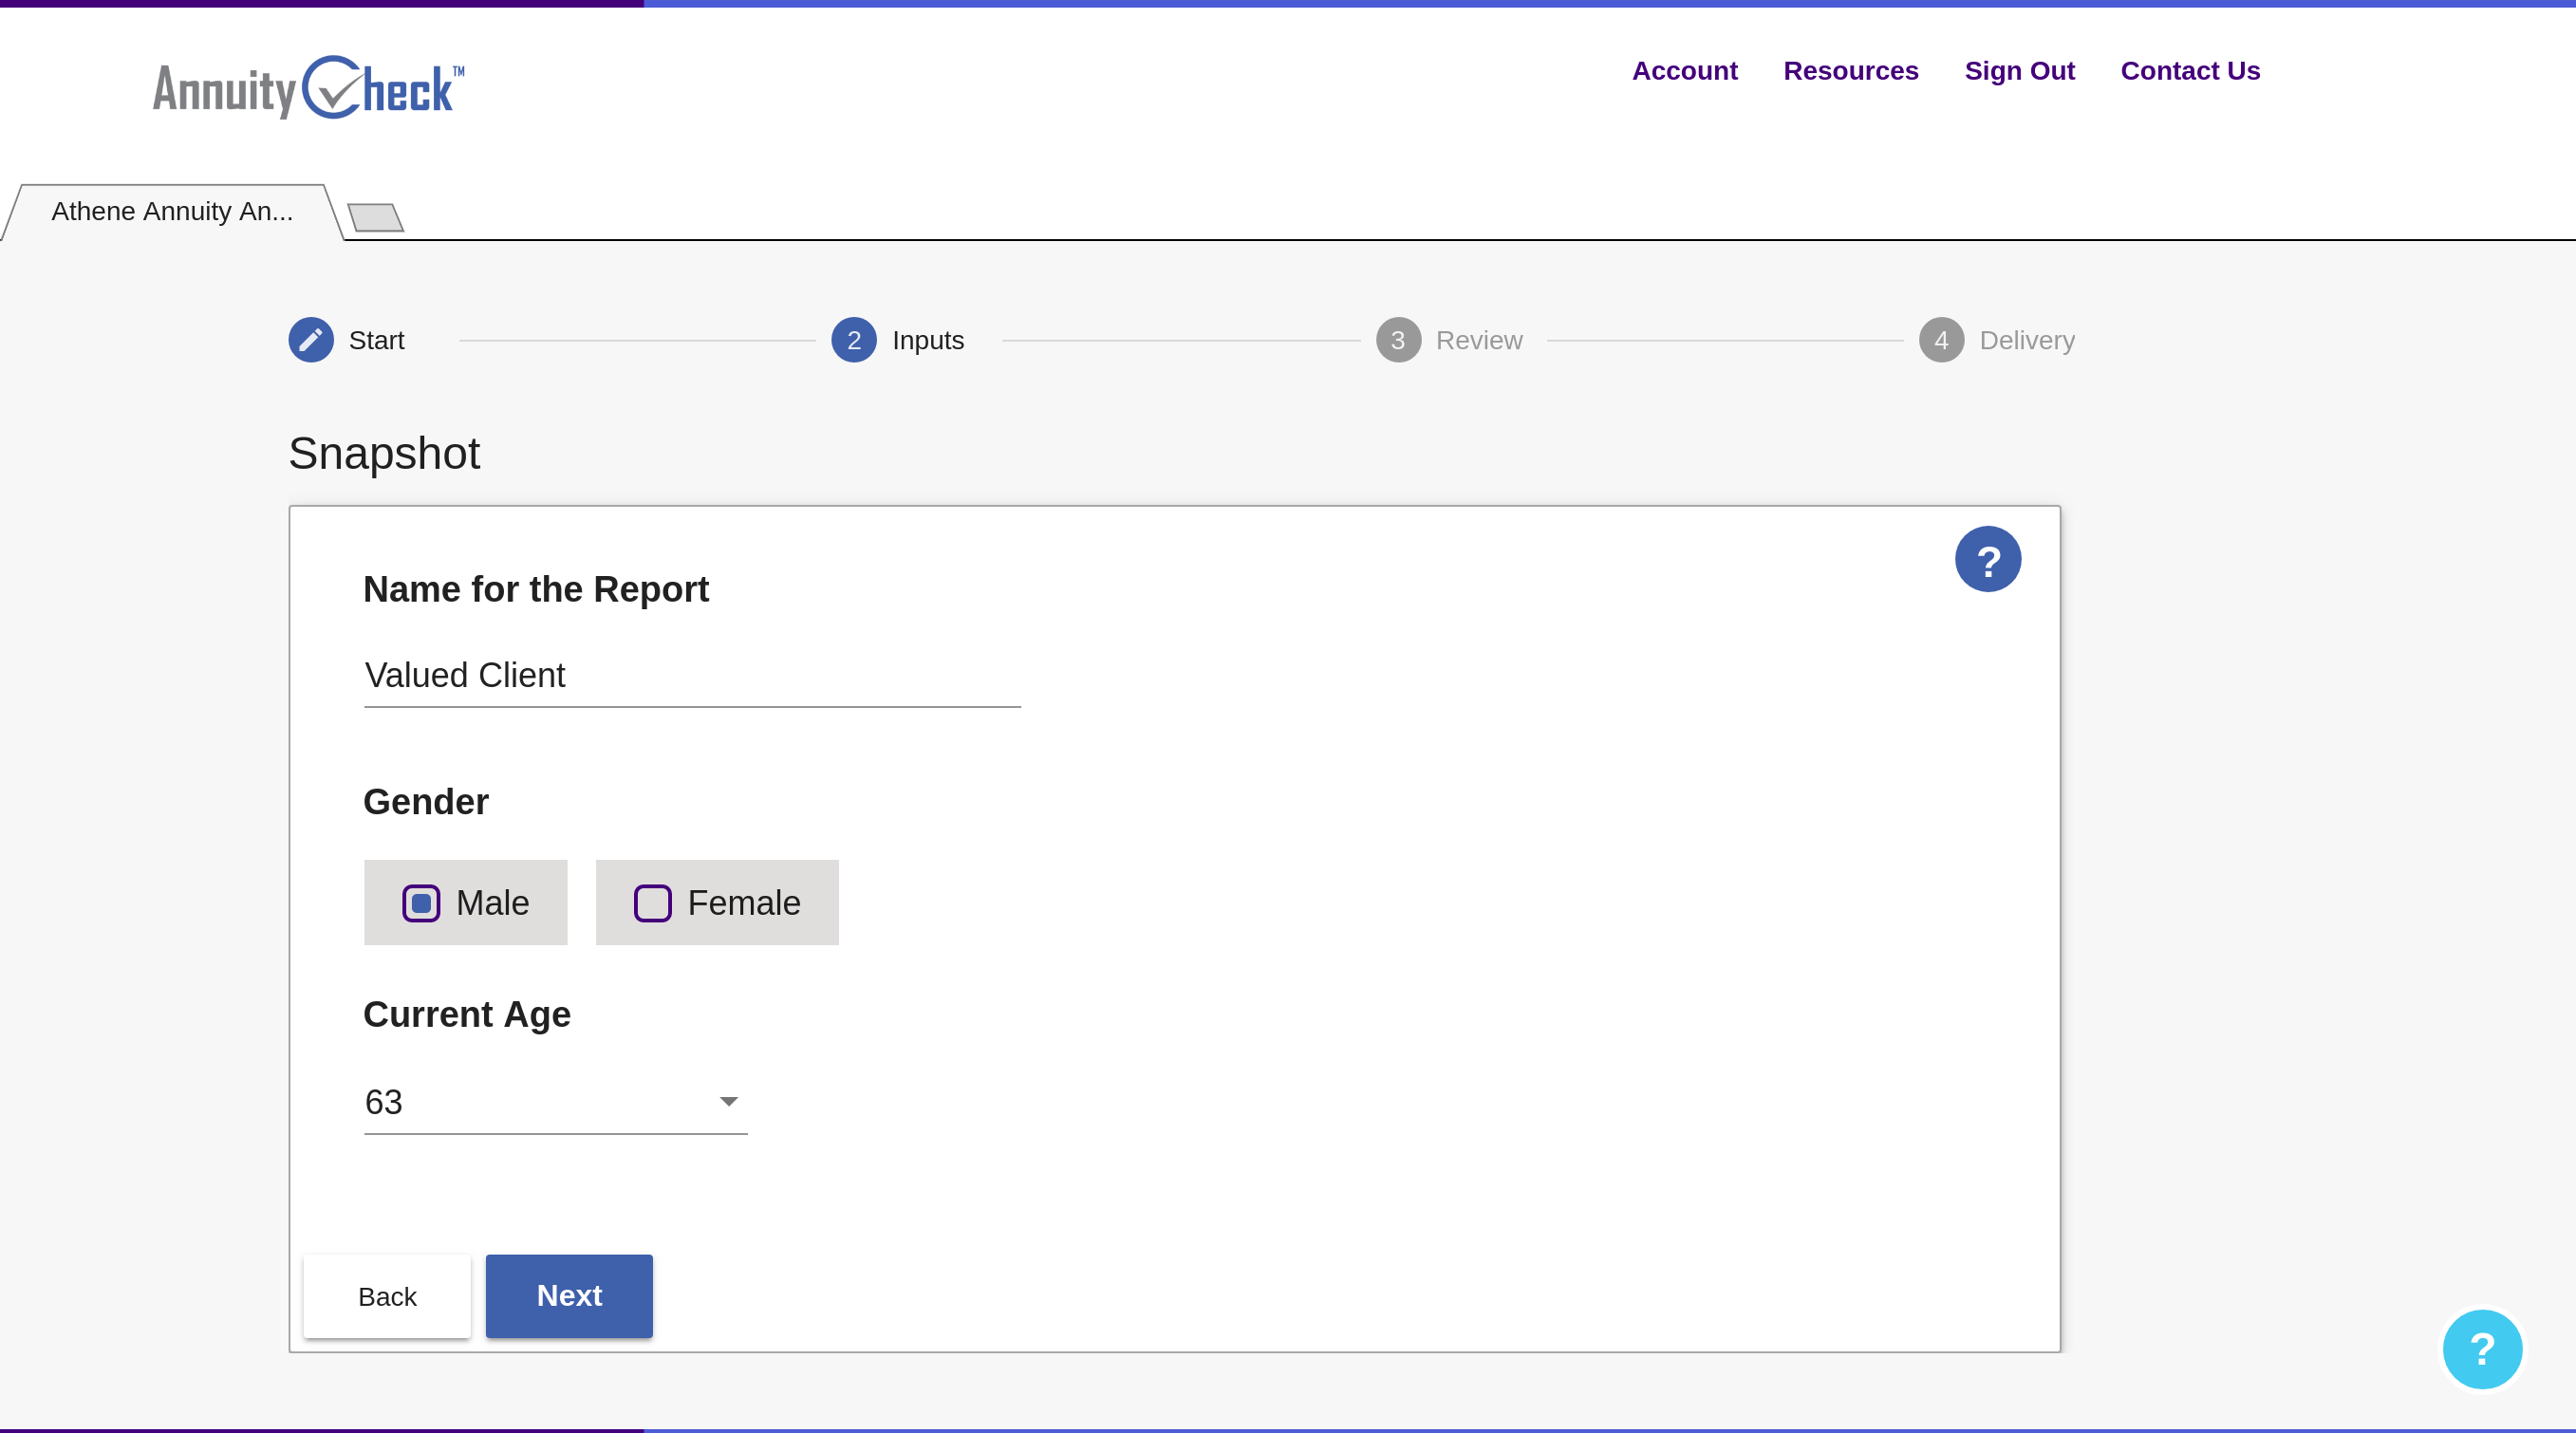 AnnuityCheck™
Account Resources Sign Out Contact Us
Athene Annuity An...
Start 2 Inputs 3 Review 4 Delivery
Snapshot
?
Name for the Report
Valued Client
Gender
Male Female
Current Age
63
Back Next
?